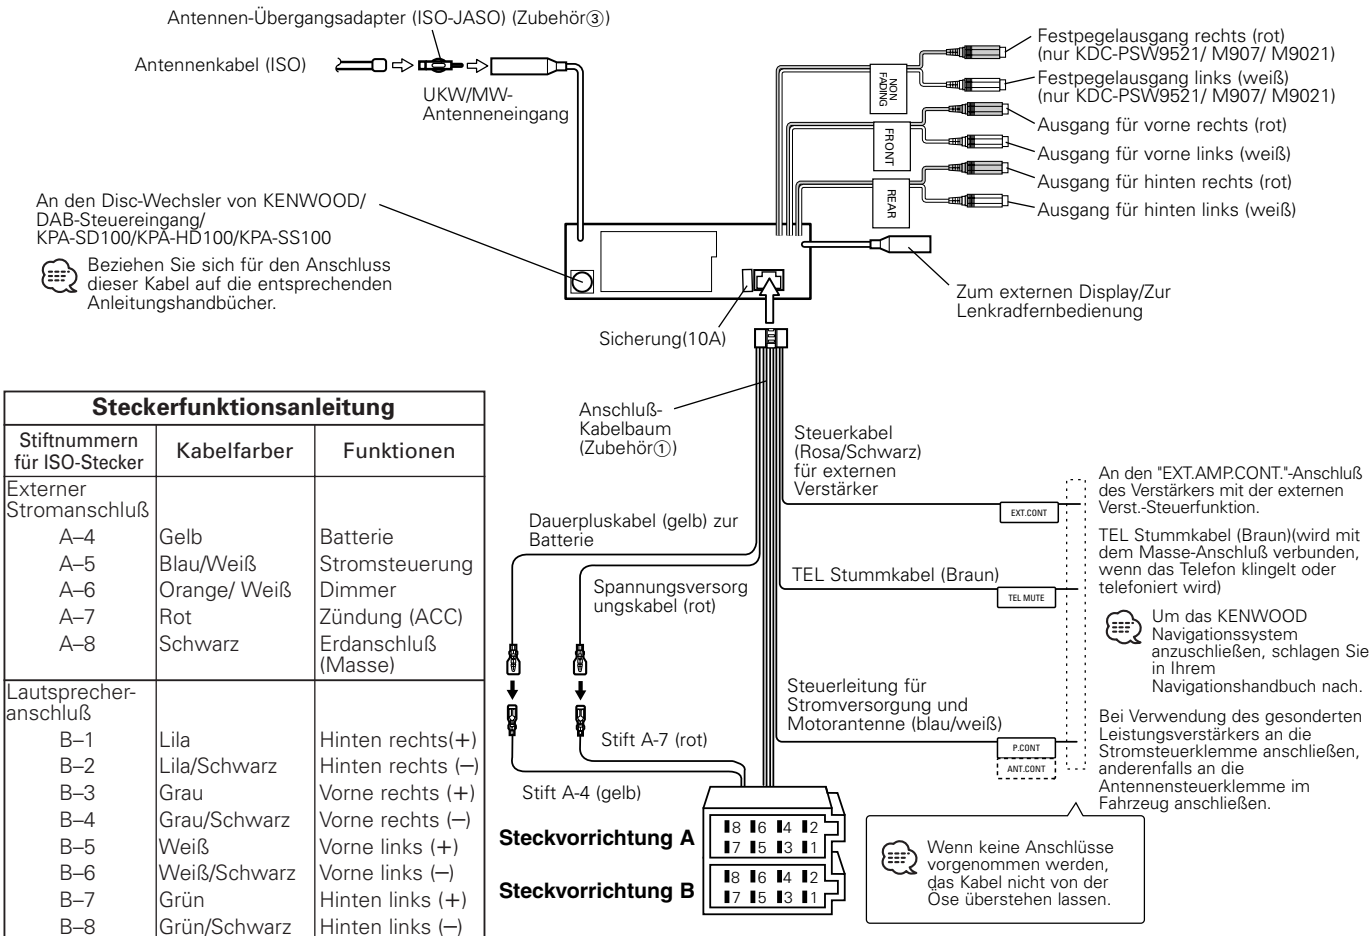 Antennen-Übergangsadapter (ISO-JASO) (Zubehör③)
Antennenkabel (ISO)
UKW/MW-
Antenneneingang
NON
FADING
FRONT
REAR
Festpegelausgang rechts (rot)
(nur KDC-PSW9521/ M907/ M9021)
Festpegelausgang links (weiß)
(nur KDC-PSW9521/ M907/ M9021)
Ausgang für vorne rechts (rot)
Ausgang für vorne links (weiß)
Ausgang für hinten rechts (rot)
Ausgang für hinten links (weiß)
An den Disc-Wechsler von KENWOOD/
DAB-Steuereingang/
KPA-SD100/KPA-HD100/KPA-SS100
Beziehen Sie sich für den Anschluss
dieser Kabel auf die entsprechenden
Anleitungshandbücher.
Zum externen Display/Zur
Lenkradfernbedienung
Sicherung(10A)
Anschluß-
Kabelbaum
(Zubehör①)
Steckerfunktionsanleitung
Stiftnummern
für ISO-Stecker
Kabelfarber
Funktionen
Externer
Stromanschluß
A–4 Gelb Batterie
A–5 Blau/Weiß Stromsteuerung
A–6 Orange/ Weiß Dimmer
A–7 Rot Zündung (ACC)
A–8 Schwarz Erdanschluß
(Masse)
Lautsprecher-
anschluß
B–1 Lila Hinten rechts(+)
B–2 Lila/Schwarz Hinten rechts (–)
B–3 Grau Vorne rechts (+)
B–4 Grau/Schwarz Vorne rechts (–)
B–5 Weiß Vorne links (+)
B–6 Weiß/Schwarz Vorne links (–)
B–7 Grün Hinten links (+)
B–8 Grün/Schwarz Hinten links (–)
Steuerkabel
(Rosa/Schwarz)
für externen
Verstärker
EXT.CONT
An den "EXT.AMP.CONT."-Anschluß
des Verstärkers mit der externen
Verst.-Steuerfunktion.
Dauerpluskabel (gelb) zur
Batterie
Spannungsversorg
ungskabel (rot)
TEL Stummkabel (Braun)
TEL MUTE
TEL Stummkabel (Braun)(wird mit
dem Masse-Anschluß verbunden,
wenn das Telefon klingelt oder
telefoniert wird)
Um das KENWOOD
Navigationssystem
anzuschließen, schlagen Sie
in Ihrem
Navigationshandbuch nach.
Steuerleitung für
Stromversorgung und
Motorantenne (blau/weiß)
P.CONT
ANT.CONT
Bei Verwendung des gesonderten
Leistungsverstärkers an die
Stromsteuerklemme anschließen,
anderenfalls an die
Antennensteuerklemme im
Fahrzeug anschließen.
Stift A-7 (rot)
Stift A-4 (gelb)
Steckvorrichtung A
8 6 4 2
7 5 3 1
Steckvorrichtung B
8 6 4 2
7 5 3 1
Wenn keine Anschlüsse
vorgenommen werden,
das Kabel nicht von der
Öse überstehen lassen.